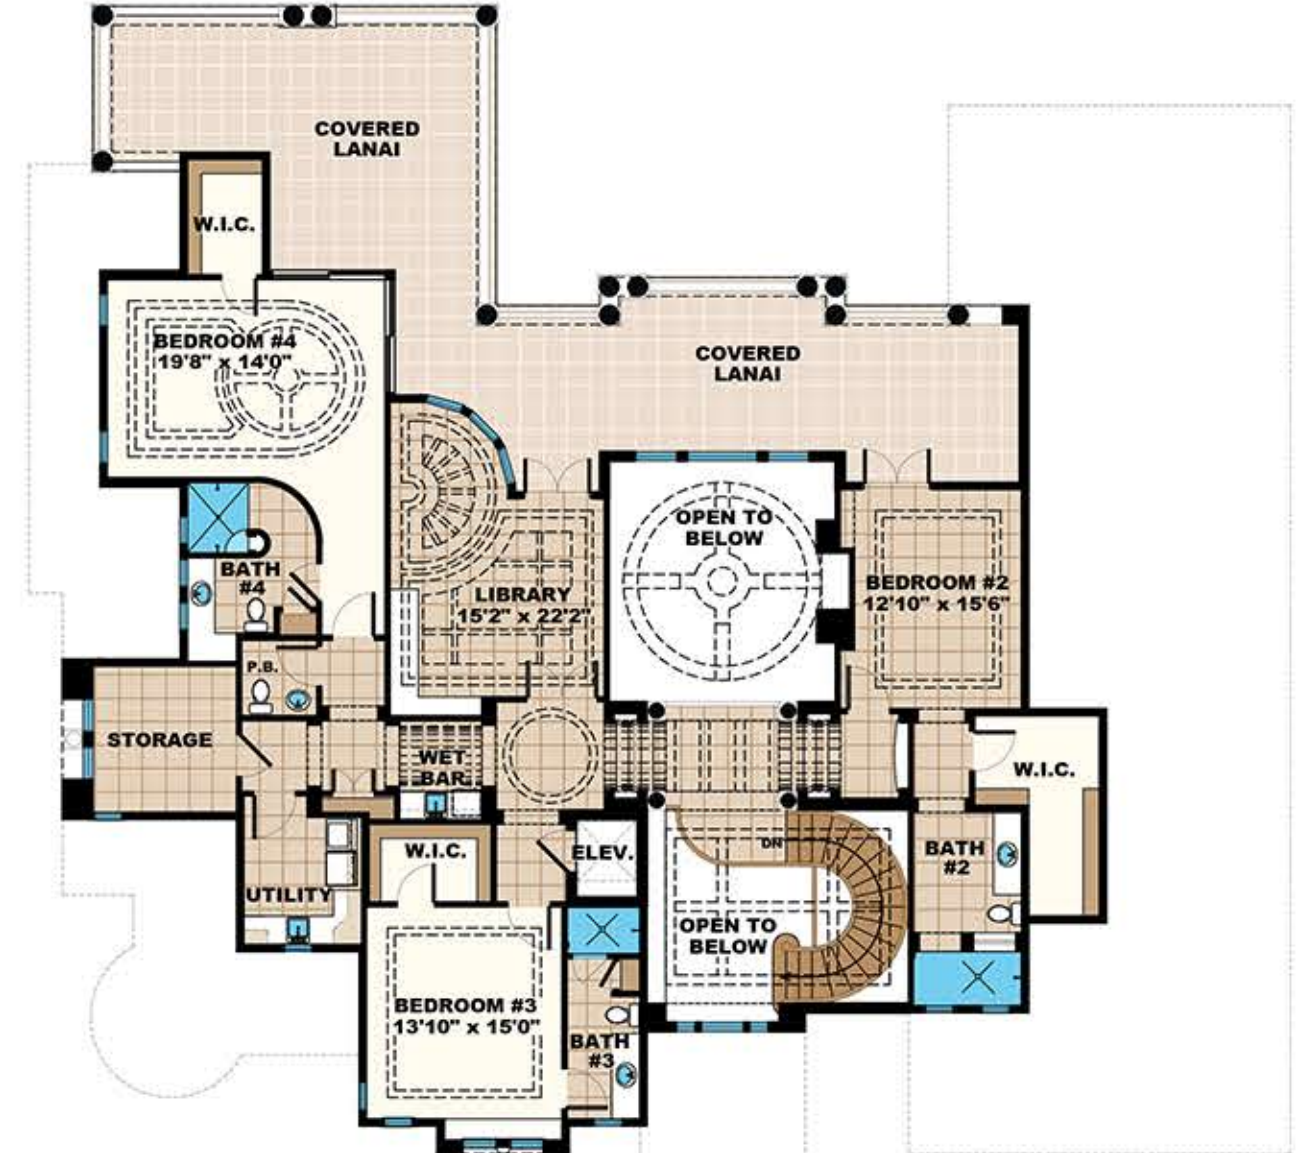 COVERED
LANAI
W.I.C.
BEDROOM #4
19'8" x 14'0"
COVERED
LANAI
OPEN TO
BELOW
BATH
#4
LIBRARY
15'2" x 22'2"
BEDROOM #2
12'10" x 15'6"
P.B.
STORAGE
WET
BAR
W.I.C.
W.I.C.
ELEV.
DN
BATH
#2
UTILITY
OPEN TO
BELOW
BEDROOM #3
13'10" x 15'0"
BATH
#3